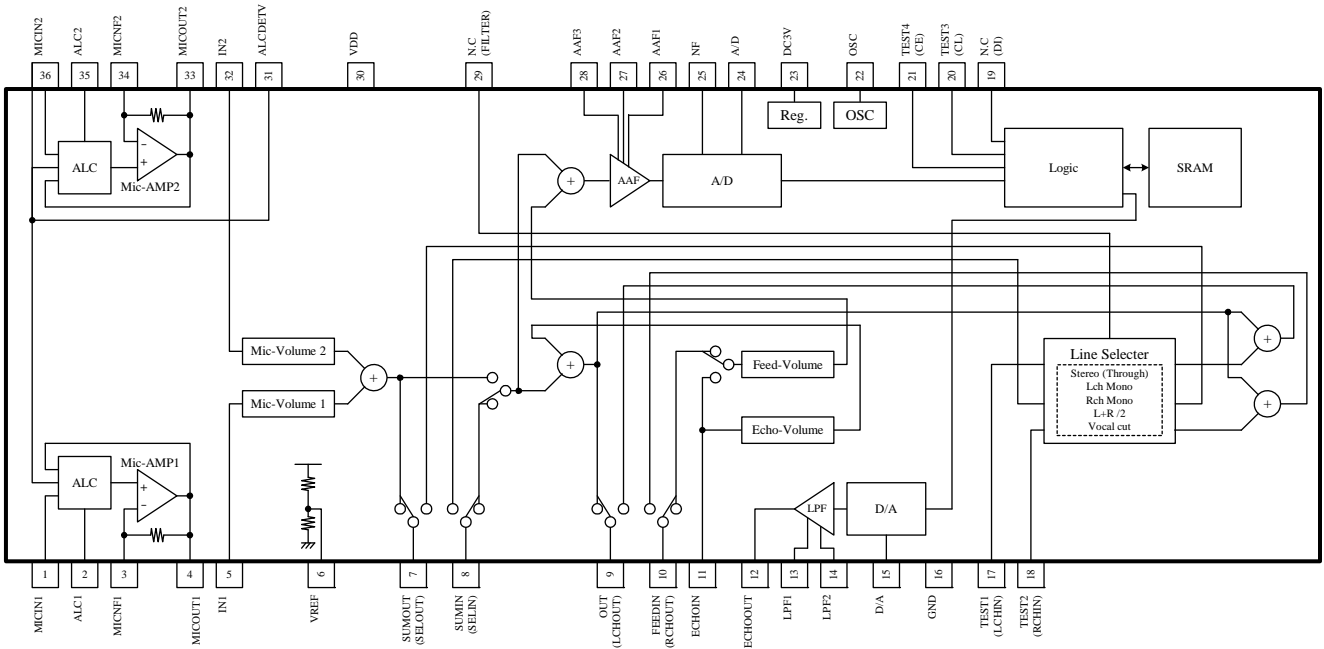 MICIN2
ALC2
MICNF2
MICOUT2
IN2
ALCDETV
VDD
N.C
(FILTER)
AAF3
AAF2
AAF1
NF
A/D
DC3V
OSC
TEST4
(CE)
TEST3
(CL)
N.C
(DI)
36
35
34
33
32
31
30
29
28
27
26
25
24
23
22
21
20
19
Reg.
OSC
ALC
-
+
Mic-AMP2
+
AAF
A/D
Logic
SRAM
Mic-Volume 2
Mic-Volume 1
+
+
Feed-Volume
Echo-Volume
Line Selecter
Stereo (Through)
Lch Mono
Rch Mono
L+R /2
Vocal cut
+
+
Mic-AMP1
ALC
+
-
LPF
D/A
1
2
3
4
5
6
7
8
9
10
11
12
13
14
15
16
17
18
MICIN1
ALC1
MICNF1
MICOUT1
IN1
VREF
SUMOUT
(SELOUT)
SUMIN
(SELIN)
OUT
(LCHOUT)
FEEDIN
(RCHOUT)
ECHOIN
ECHOOUT
LPF1
LPF2
D/A
GND
TEST1
(LCHIN)
TEST2
(RCHIN)